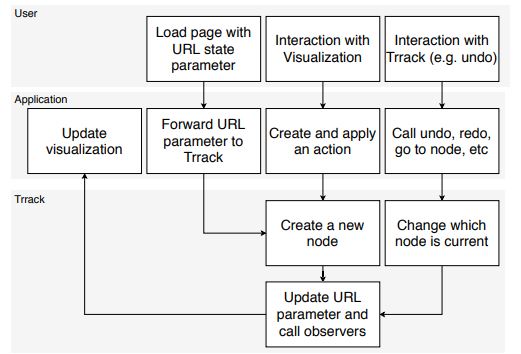 User
Load page with
URL state
parameter
Interaction with
Visualization
Interaction with
Trrack (e.g. undo)
Application
Update
visualization
Forward URL
parameter to
Trrack
Create and apply
an action
Call undo, redo,
go to node, etc
Trrack
Create a new
node
Change which
node is current
Update URL
parameter and
call observers